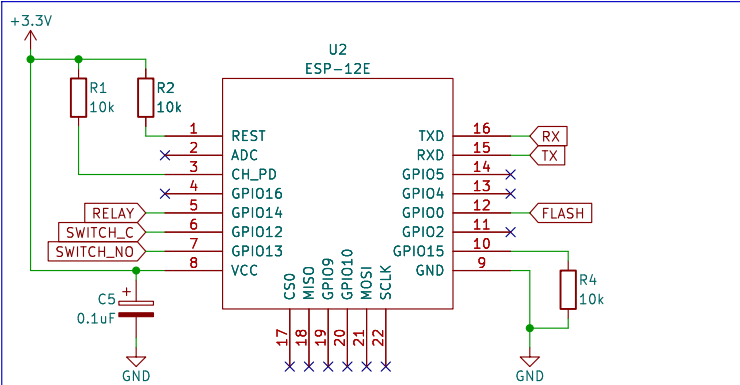 +3.3V
U2
ESP-12E
R1
10k
R2
10k
1 REST
2 ADC
3 CH_PD
4 GPIO16
RELAY 5 GPIO14
SWITCH_C 6 GPIO12
SWITCH_NO 7 GPIO13
8 VCC
TXD 16 RX
RXD 15 TX
GPIO5 14
GPIO4 13
GPIO0 12 FLASH
GPIO2 11
GPIO15 10
GND 9
CS0 17
MISO 18
GPIO9 19
GPIO10 20
MOSI 21
SCLK 22
+
C5
0.1uF
GND
R4
10k
GND